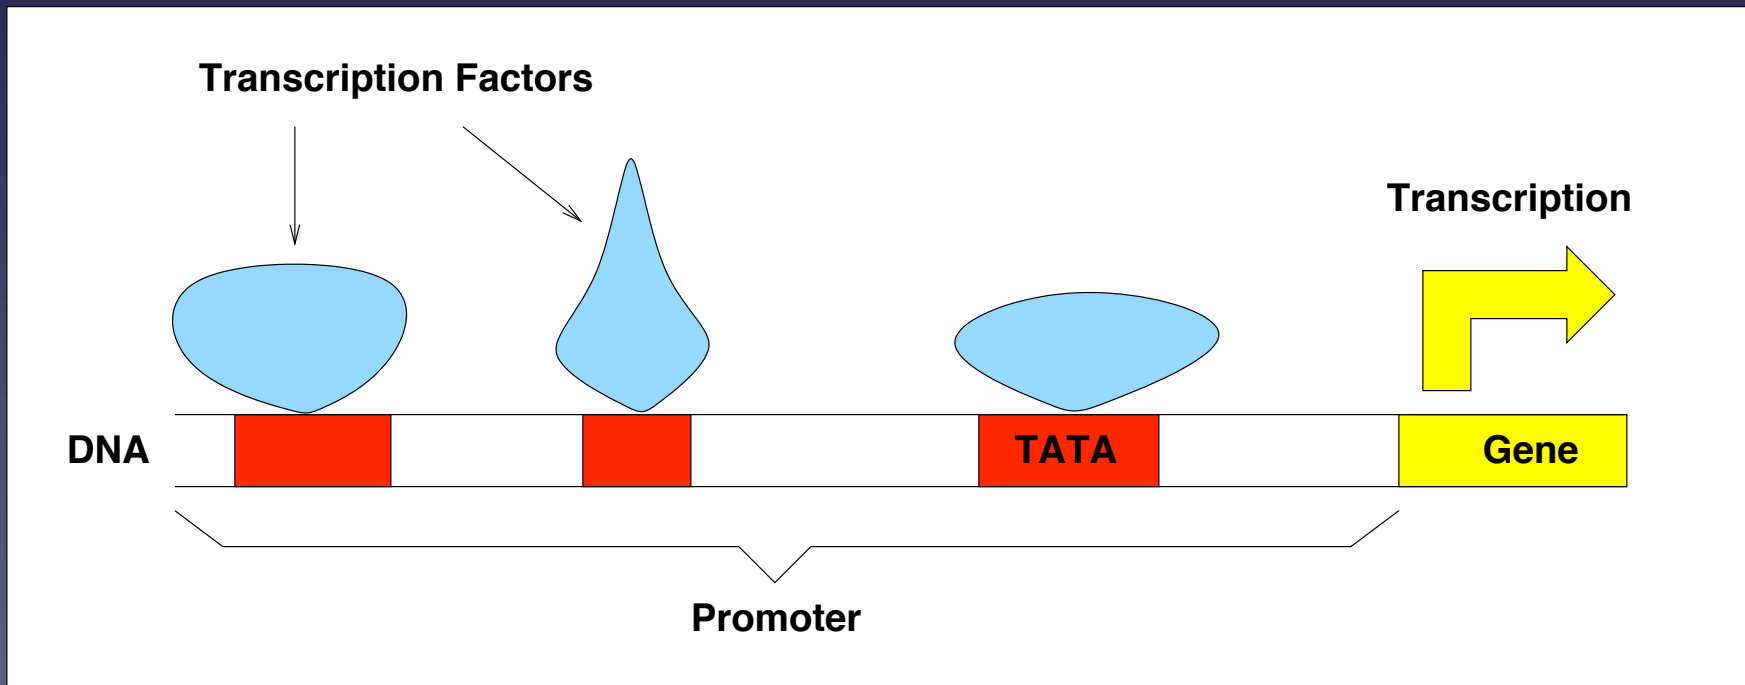 Transcription Factors
Transcription
DNA
TATA
Gene
Promoter